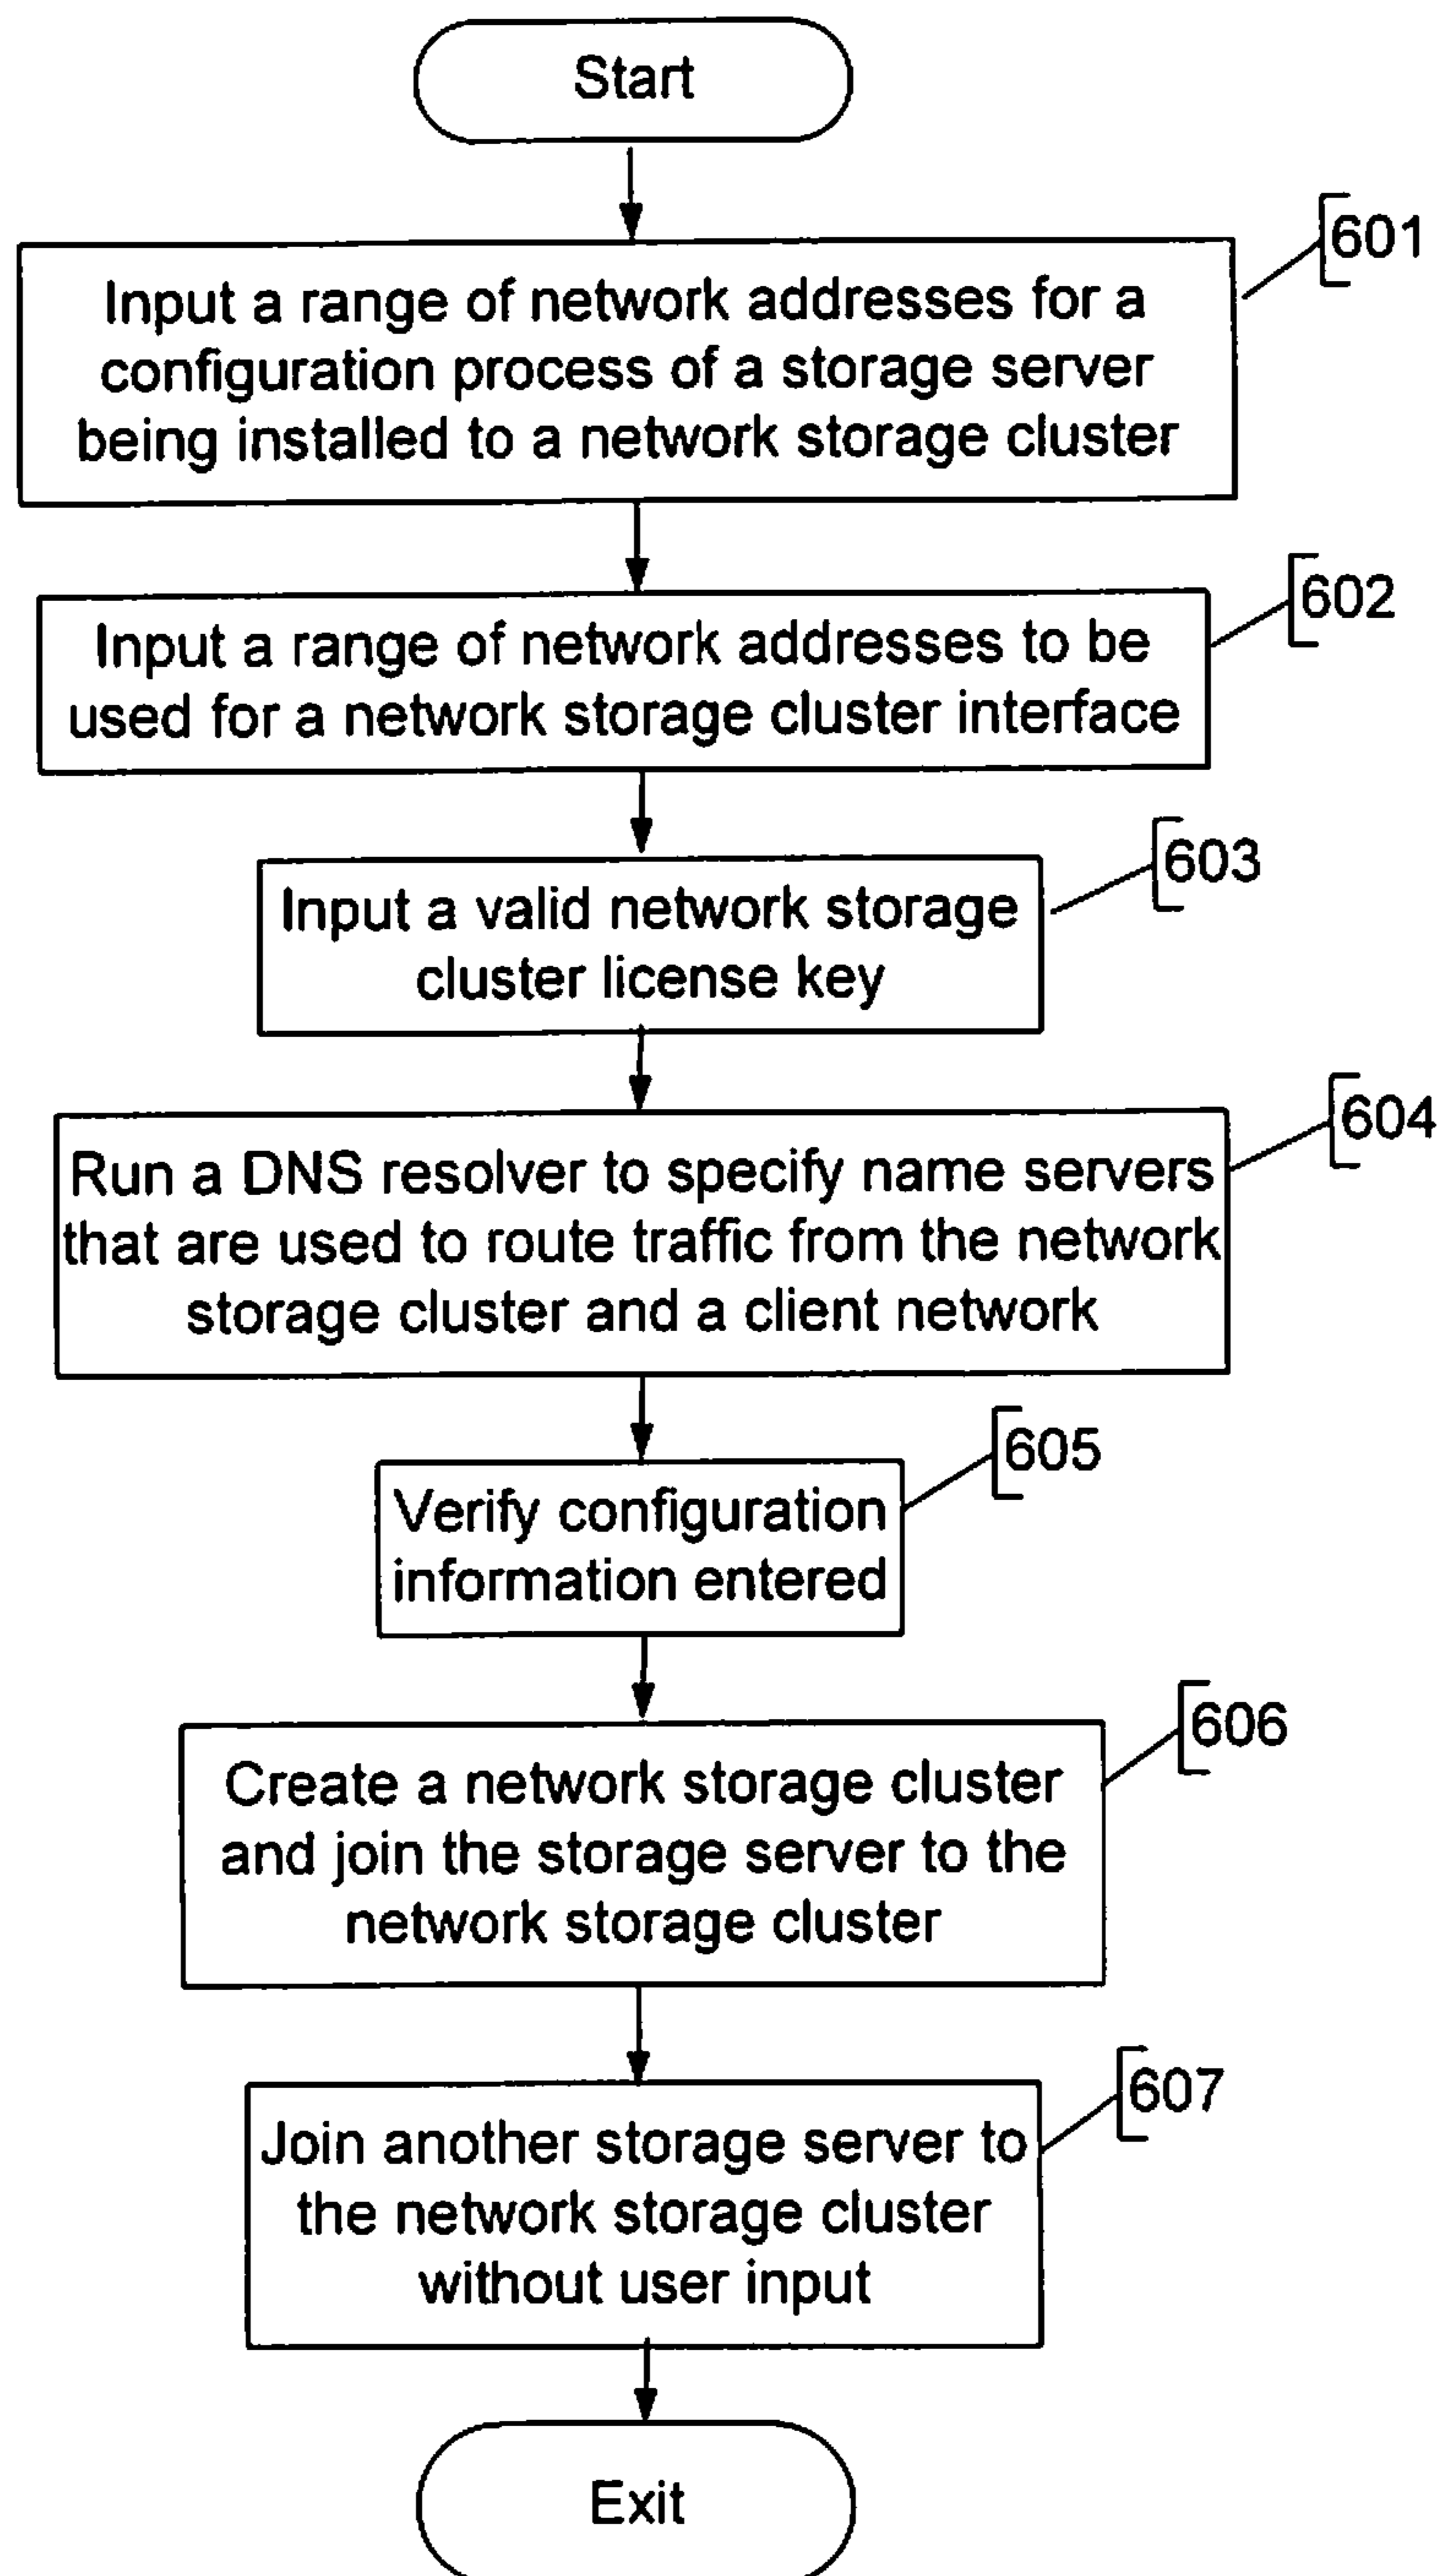 Start
601
Input a range of network addresses for a
configuration process of a storage server
being installed to a network storage cluster
602
Input a range of network addresses to be
used for a network storage cluster interface
603
Input a valid network storage
cluster license key
604
Run a DNS resolver to specify name servers
that are used to route traffic from the network
storage cluster and a client network
605
Verify configuration
information entered
606
Create a network storage cluster
and join the storage server to the
network storage cluster
607
Join another storage server to
the network storage cluster
without user input
Exit